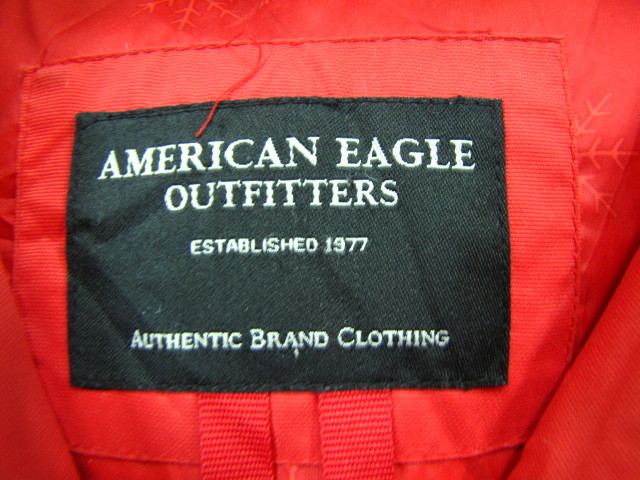 AMERICAN EAGLE
OUTFITTERS
ESTABLISHED 1977
AUTHENTIC BRAND CLOTHING